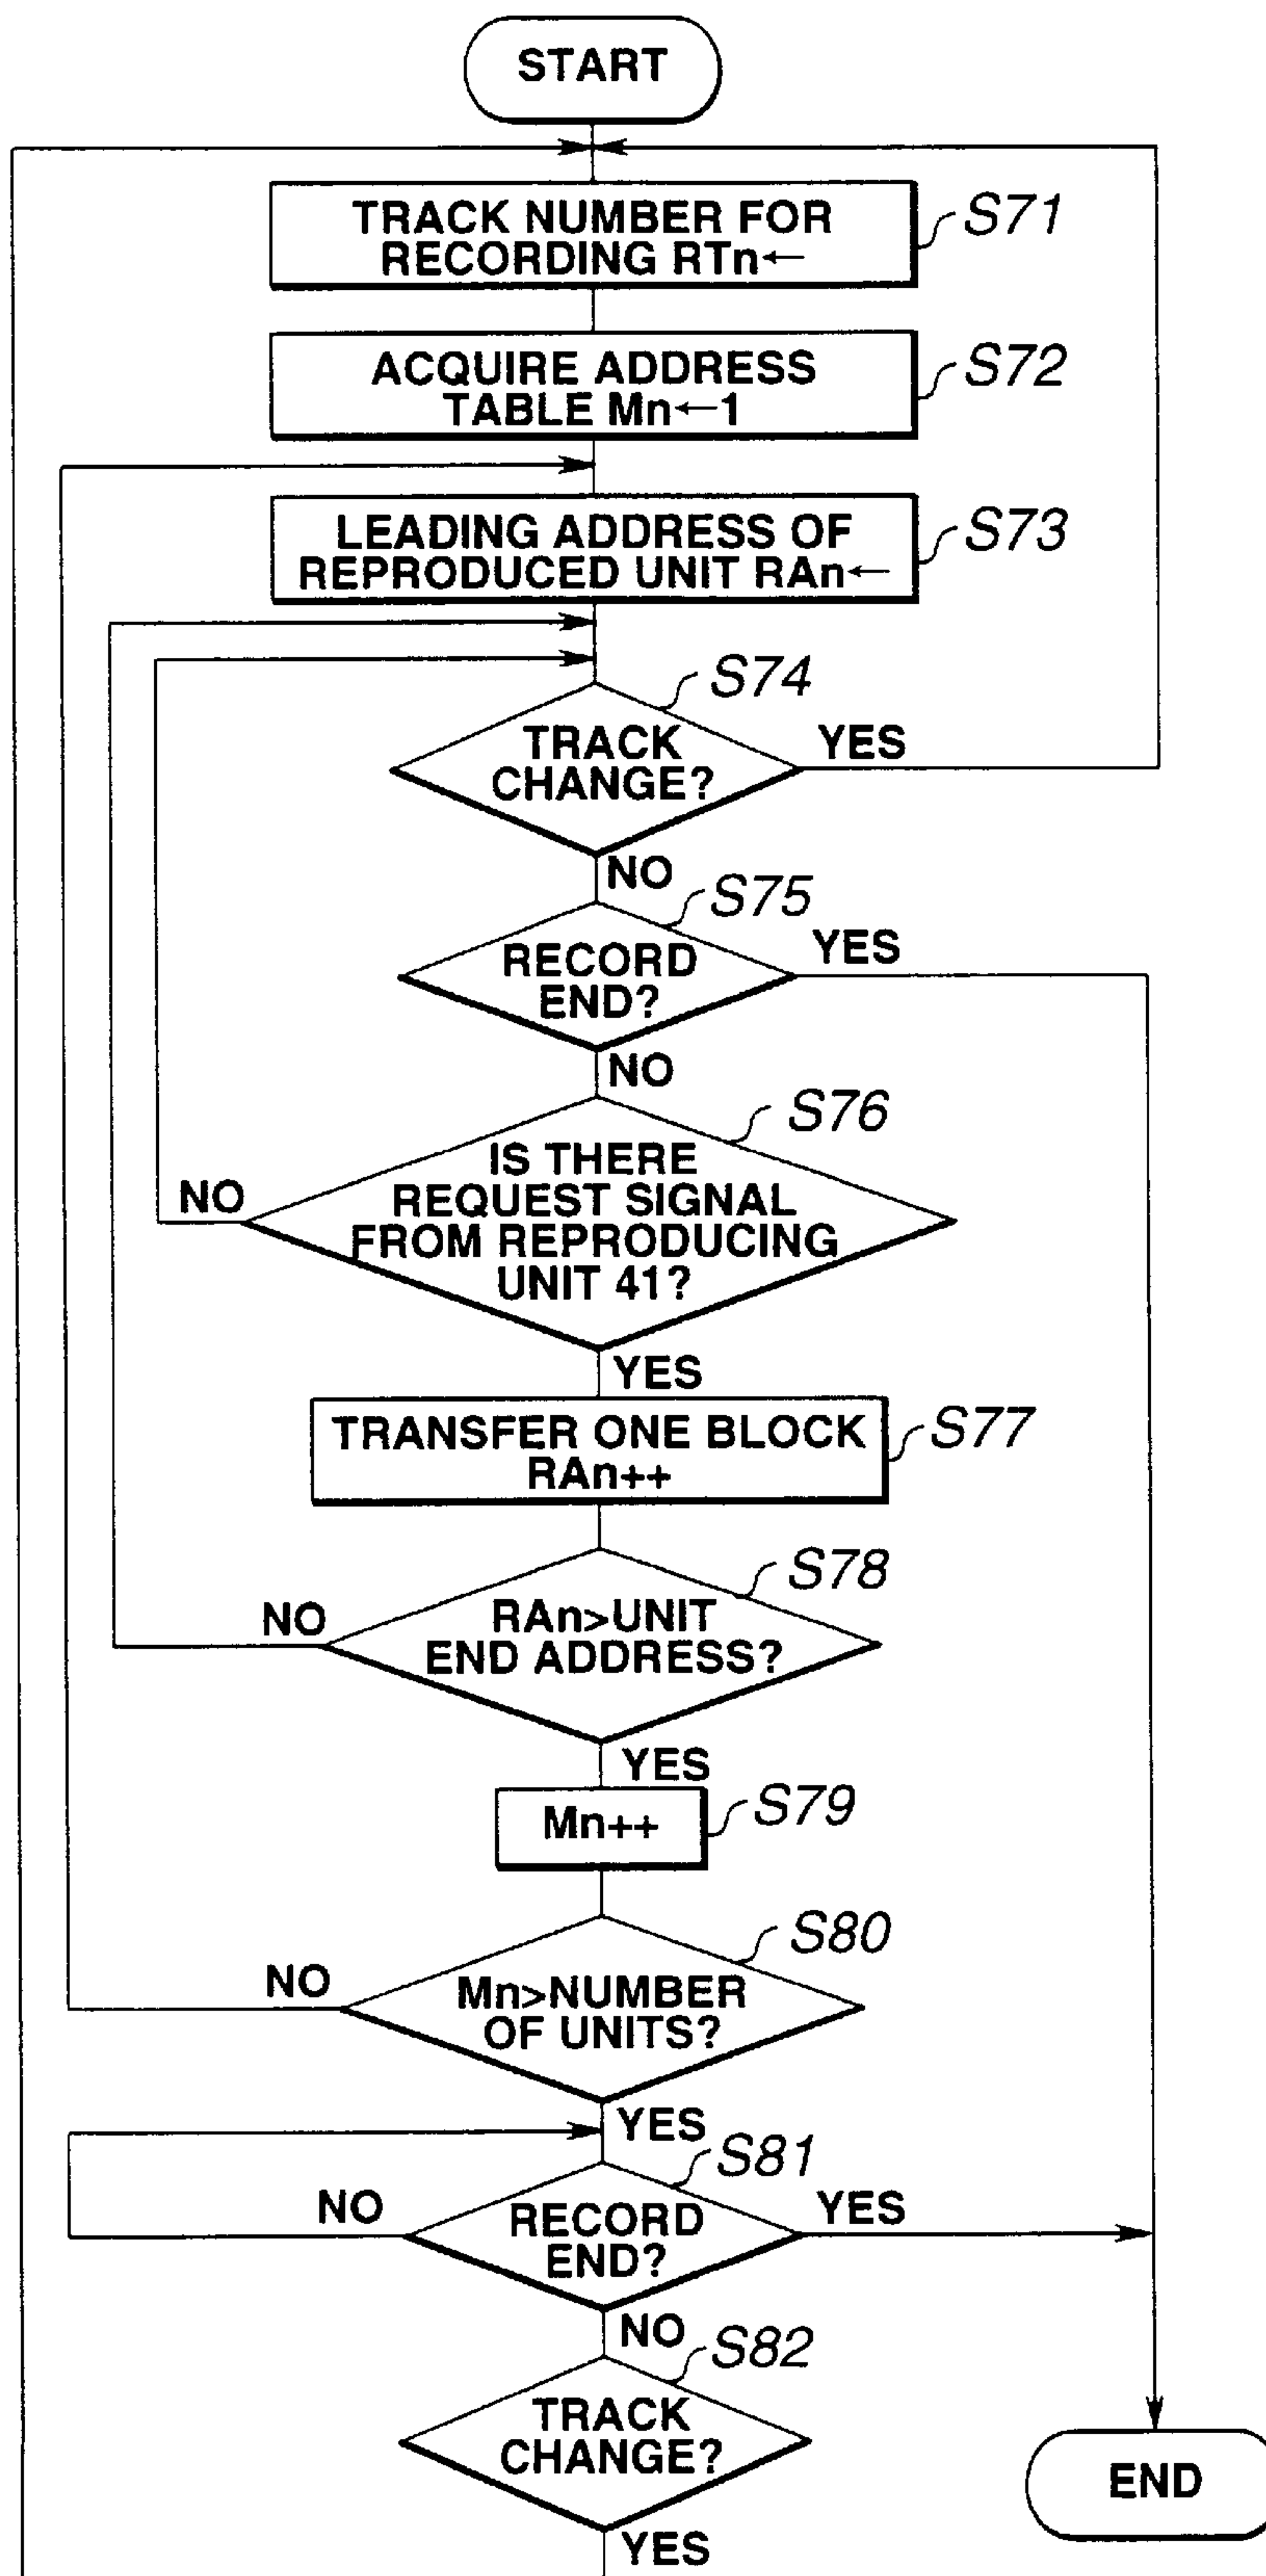 START
TRACK NUMBER FOR
RECORDING RTn←
S71
ACQUIRE ADDRESS
TABLE Mn←1
S72
LEADING ADDRESS OF
REPRODUCED UNIT RAn←
S73
S74
TRACK
CHANGE?
YES
NO
S75
RECORD
END?
YES
NO
S76
IS THERE
REQUEST SIGNAL
FROM REPRODUCING
UNIT 41?
NO
YES
TRANSFER ONE BLOCK
RAn++
S77
S78
RAn>UNIT
END ADDRESS?
NO
YES
Mn++
S79
S80
Mn>NUMBER
OF UNITS?
NO
YES
S81
RECORD
END?
NO
YES
NO
S82
TRACK
CHANGE?
YES
END